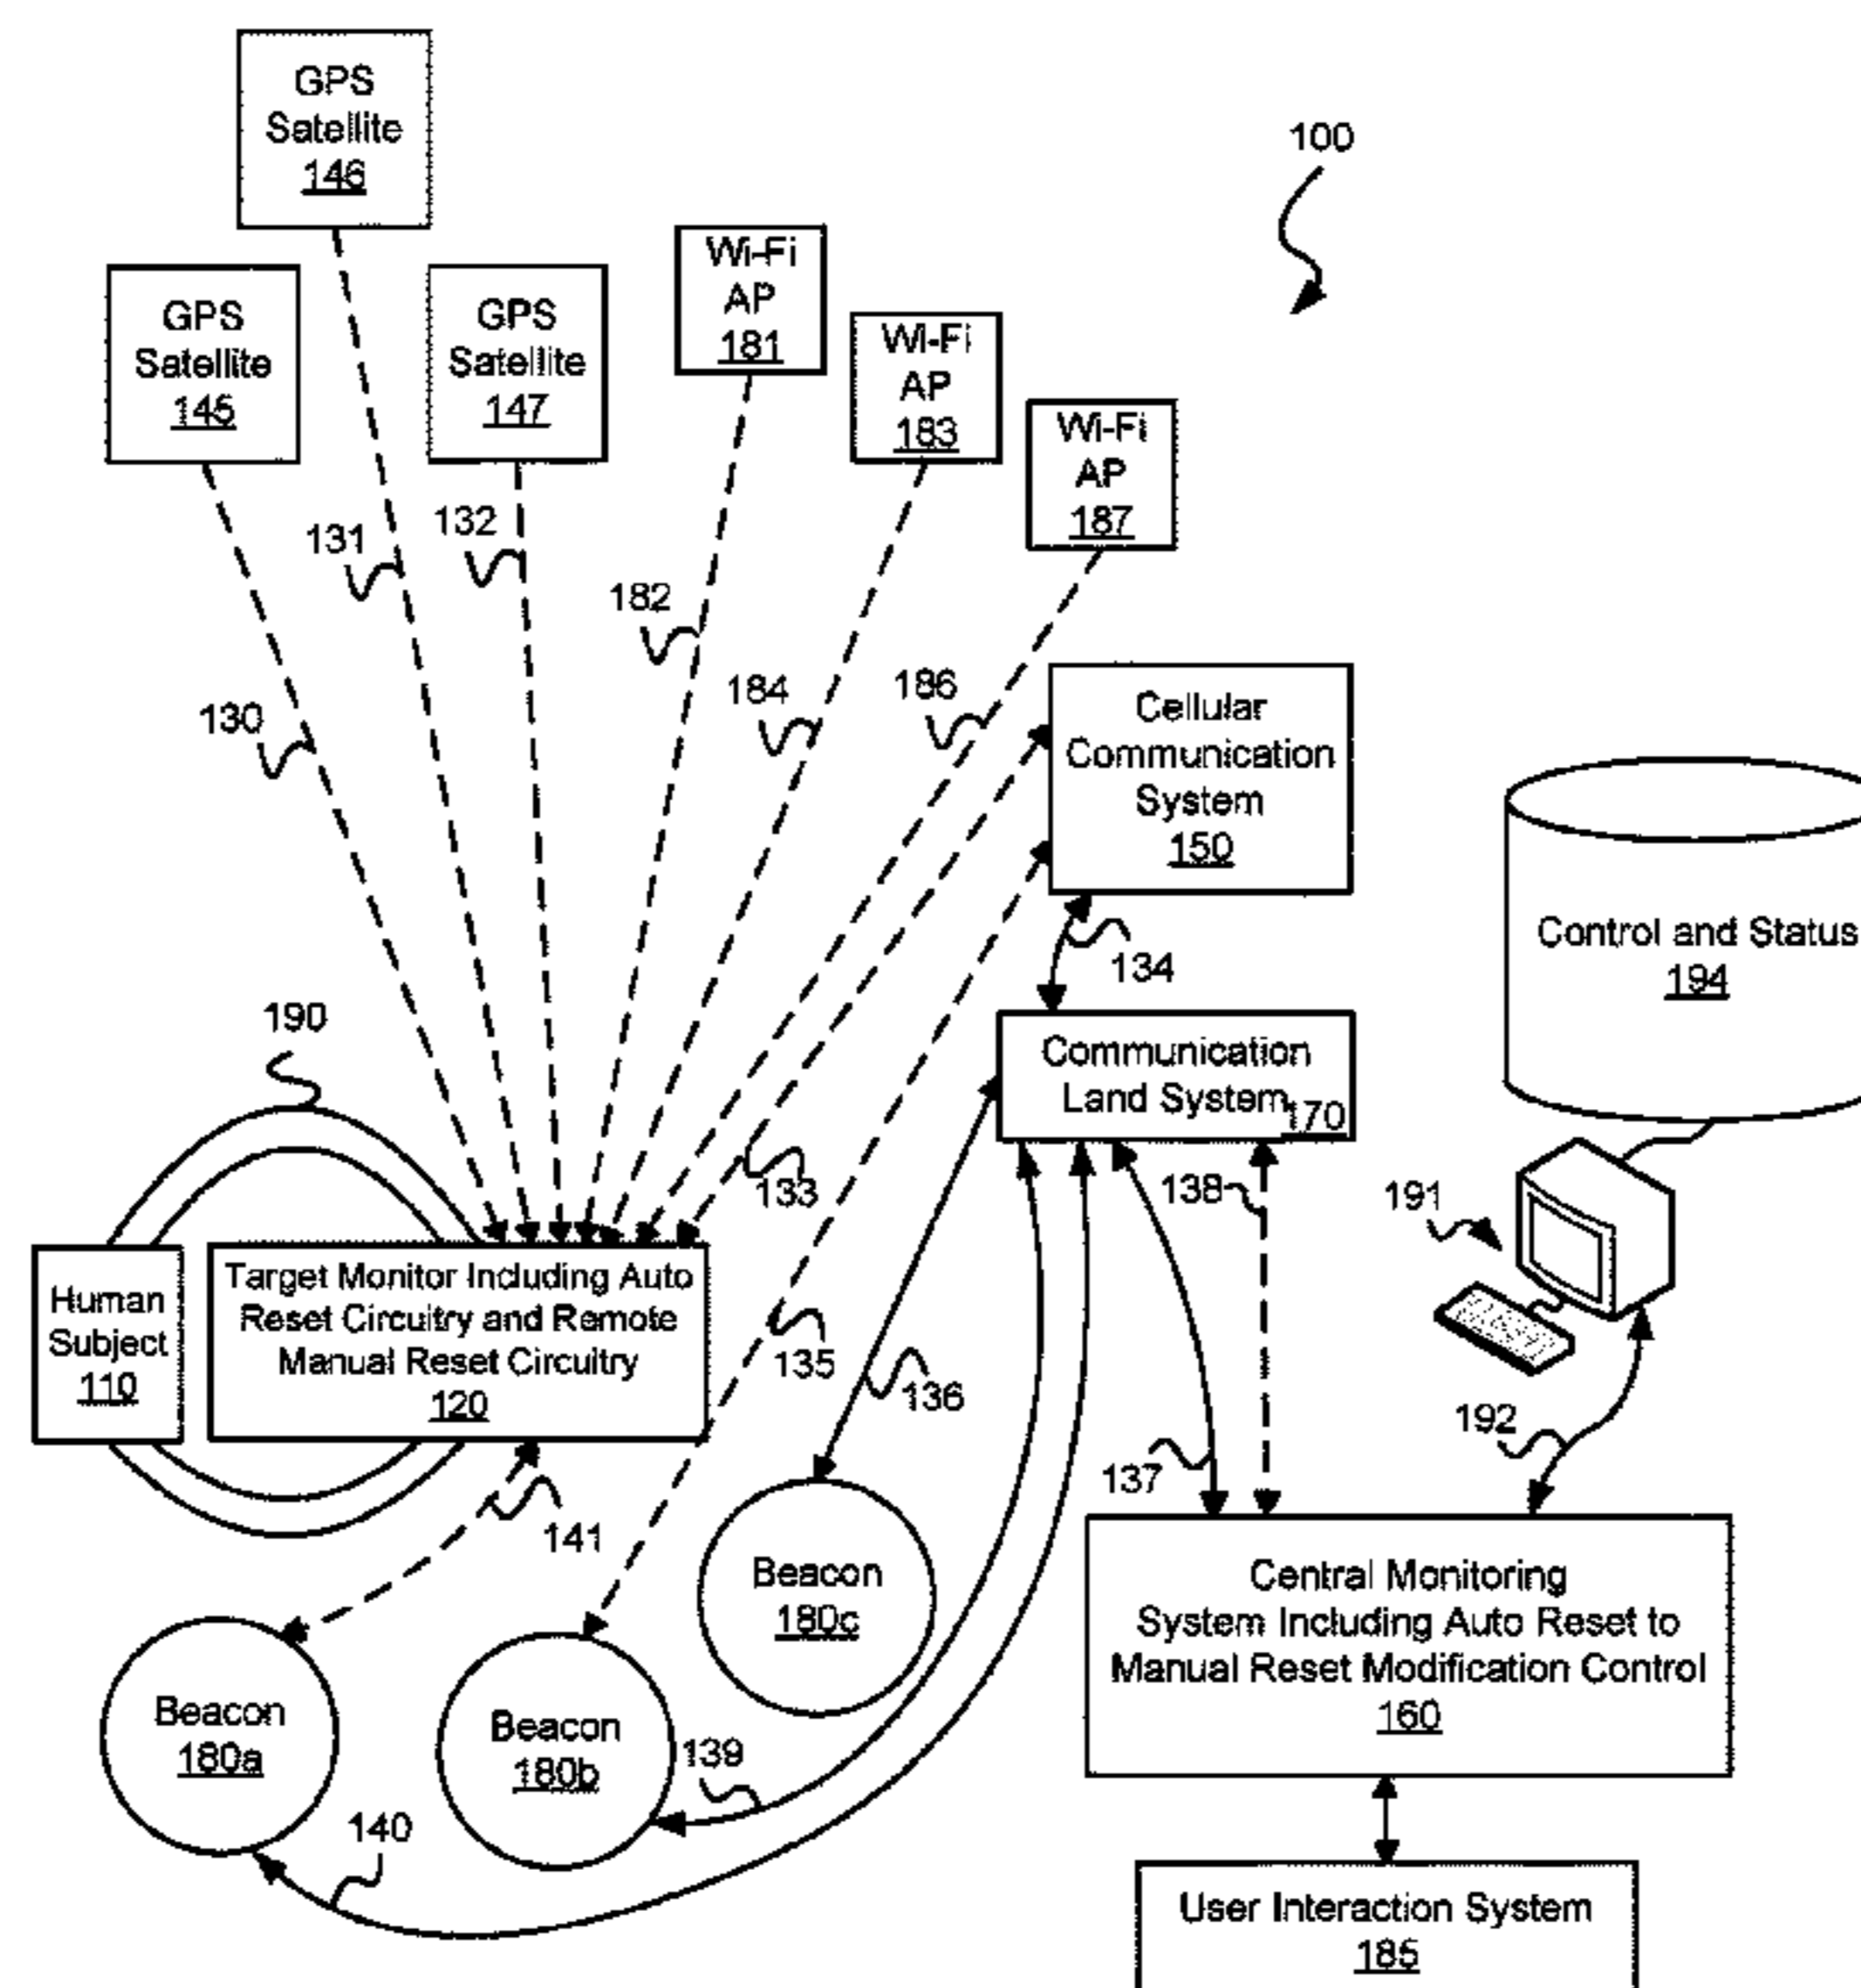 GPS
Satellite
146
100
GPS
Satellite
145
GPS
Satellite
147
Wi-Fi
AP
181
Wi-Fi
AP
183
Wi-Fi
AP
187
131
132
182
130
184
186
Cellular
Communication
System
150
134
Control and Status
194
190
Communication
Land System
170
133
138
191
Human
Subject
110
Target Monitor Including Auto
Reset Circuitry and Remote
Manual Reset Circuitry
120
135
136
137
192
141
Beacon
180c
Central Monitoring
System Including Auto Reset to
Manual Reset Modification Control
160
Beacon
180a
Beacon
180b
139
140
User Interaction System
185